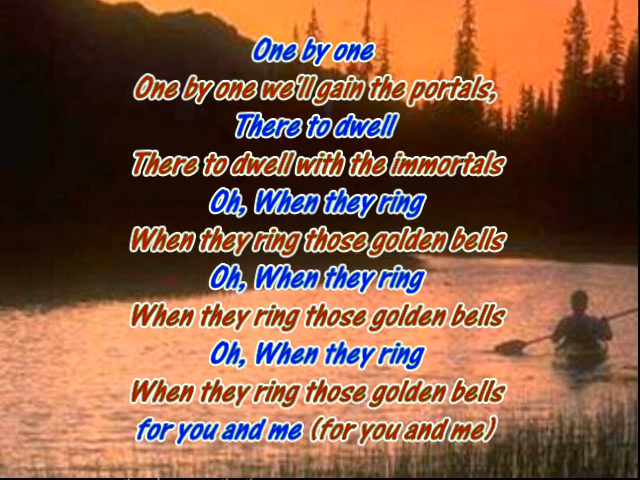 One by one
One by one we'll gain the portals,
There to dwell
There to dwell with the immortals
Oh, When they ring
When they ring those golden bells
Oh, When they ring
When they ring those golden bells
Oh, When they ring
When they ring those golden bells
for you and me (for you and me)